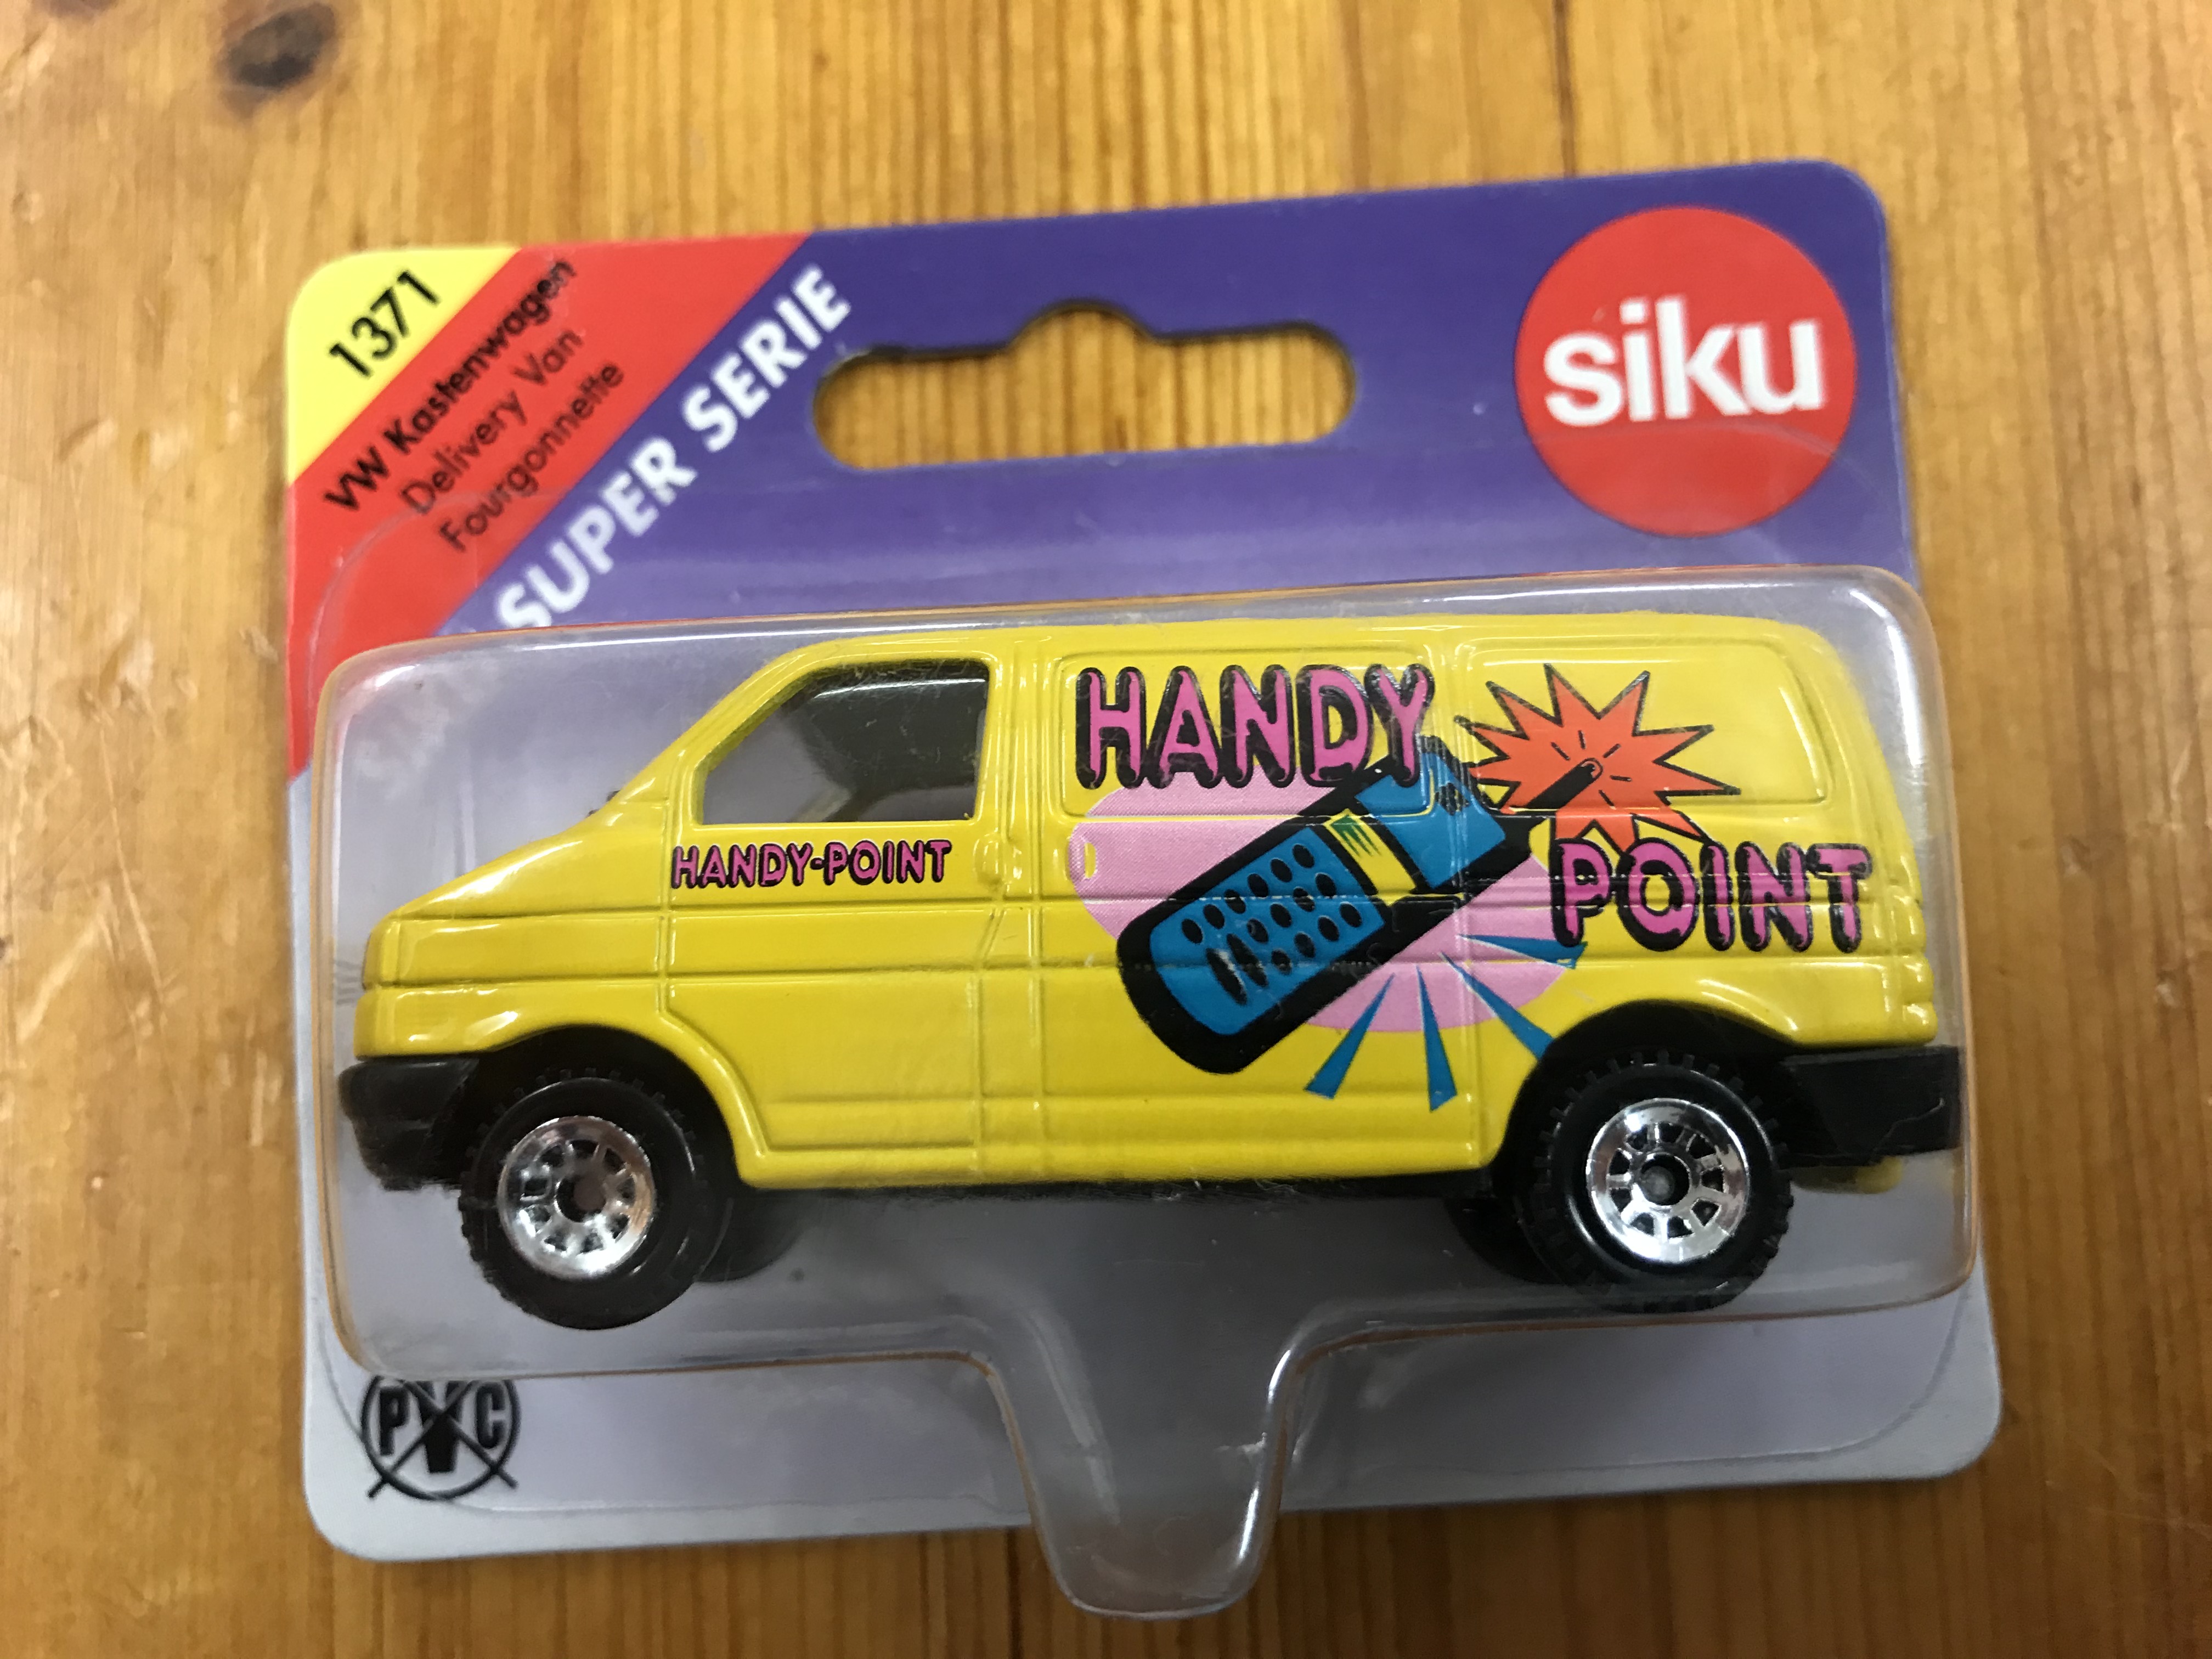 1371
VW Kastenwagen
Delivery Van
Fourgonnette
SUPER SERIE
siku
HANDY
POINT
HANDY-POINT
PVC